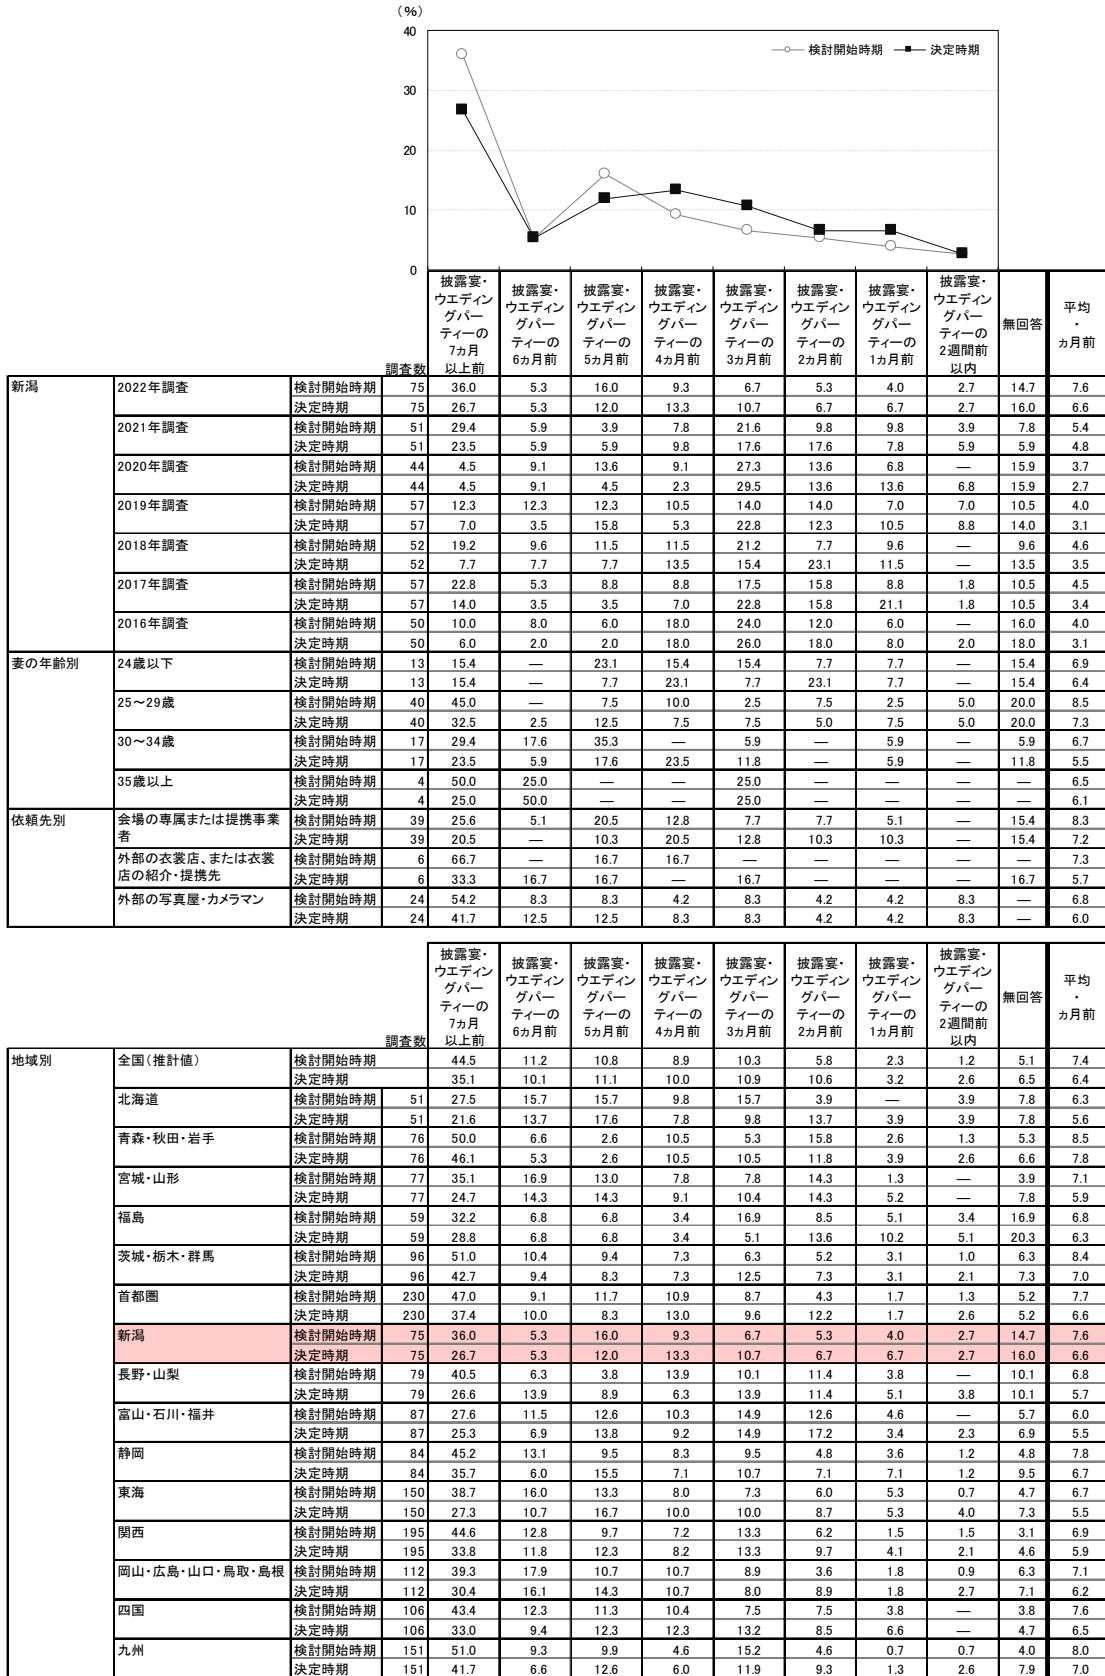 (%)
40
30
20
10
0
検討開始時期 決定時期
調査数 披露宴・ウエディングパーティーの7ヵ月以上前 披露宴・ウエディングパーティーの6ヵ月前 披露宴・ウエディングパーティーの5ヵ月前 披露宴・ウエディングパーティーの4ヵ月前 披露宴・ウエディングパーティーの3ヵ月前 披露宴・ウエディングパーティーの2ヵ月前 披露宴・ウエディングパーティーの1ヵ月前 披露宴・ウエディングパーティーの2週間前以内 無回答 平均・ヵ月前
新潟 2022年調査 検討開始時期 75 36.0 5.3 16.0 9.3 6.7 5.3 4.0 2.7 14.7 7.6
決定時期 75 26.7 5.3 12.0 13.3 10.7 6.7 6.7 2.7 16.0 6.6
2021年調査 検討開始時期 51 29.4 5.9 3.9 7.8 21.6 9.8 9.8 3.9 7.8 5.4
決定時期 51 23.5 5.9 5.9 9.8 17.6 17.6 7.8 5.9 5.9 4.8
2020年調査 検討開始時期 44 4.5 9.1 13.6 9.1 27.3 13.6 6.8 — 15.9 3.7
決定時期 44 4.5 9.1 4.5 2.3 29.5 13.6 13.6 6.8 15.9 2.7
2019年調査 検討開始時期 57 12.3 12.3 12.3 10.5 14.0 14.0 7.0 7.0 10.5 4.0
決定時期 57 7.0 3.5 15.8 5.3 22.8 12.3 10.5 8.8 14.0 3.1
2018年調査 検討開始時期 52 19.2 9.6 11.5 11.5 21.2 7.7 9.6 — 9.6 4.6
決定時期 52 7.7 7.7 7.7 13.5 15.4 23.1 11.5 — 13.5 3.5
2017年調査 検討開始時期 57 22.8 5.3 8.8 8.8 17.5 15.8 8.8 1.8 10.5 4.5
決定時期 57 14.0 3.5 3.5 7.0 22.8 15.8 21.1 1.8 10.5 3.4
2016年調査 検討開始時期 50 10.0 8.0 6.0 18.0 24.0 12.0 6.0 — 16.0 4.0
決定時期 50 6.0 2.0 2.0 18.0 26.0 18.0 8.0 2.0 18.0 3.1
妻の年齢別 24歳以下 検討開始時期 13 15.4 — 23.1 15.4 15.4 7.7 7.7 — 15.4 6.9
決定時期 13 15.4 — 7.7 23.1 7.7 23.1 7.7 — 15.4 6.4
25～29歳 検討開始時期 40 45.0 — 7.5 10.0 2.5 7.5 2.5 5.0 20.0 8.5
決定時期 40 32.5 2.5 12.5 7.5 7.5 5.0 7.5 5.0 20.0 7.3
30～34歳 検討開始時期 17 29.4 17.6 35.3 — 5.9 — 5.9 — 5.9 6.7
決定時期 17 23.5 5.9 17.6 23.5 11.8 — 5.9 — 11.8 5.5
35歳以上 検討開始時期 4 50.0 25.0 — — 25.0 — — — — 6.5
決定時期 4 25.0 50.0 — — 25.0 — — — — 6.1
依頼先別 会場の専属または提携事業者 検討開始時期 39 25.6 5.1 20.5 12.8 7.7 7.7 5.1 — 15.4 8.3
決定時期 39 20.5 — 10.3 20.5 12.8 10.3 10.3 — 15.4 7.2
外部の衣裳店、または衣裳店の紹介・提携先 検討開始時期 6 66.7 — 16.7 16.7 — — — — — 7.3
決定時期 6 33.3 16.7 16.7 — 16.7 — — — 16.7 5.7
外部の写真屋・カメラマン 検討開始時期 24 54.2 8.3 8.3 4.2 8.3 4.2 4.2 8.3 — 6.8
決定時期 24 41.7 12.5 12.5 8.3 8.3 4.2 4.2 8.3 — 6.0
調査数 披露宴・ウエディングパーティーの7ヵ月以上前 披露宴・ウエディングパーティーの6ヵ月前 披露宴・ウエディングパーティーの5ヵ月前 披露宴・ウエディングパーティーの4ヵ月前 披露宴・ウエディングパーティーの3ヵ月前 披露宴・ウエディングパーティーの2ヵ月前 披露宴・ウエディングパーティーの1ヵ月前 披露宴・ウエディングパーティーの2週間前以内 無回答 平均・ヵ月前
地域別 全国(推計値) 検討開始時期 44.5 11.2 10.8 8.9 10.3 5.8 2.3 1.2 5.1 7.4
決定時期 35.1 10.1 11.1 10.0 10.9 10.6 3.2 2.6 6.5 6.4
北海道 検討開始時期 51 27.5 15.7 15.7 9.8 15.7 3.9 — 3.9 7.8 6.3
決定時期 51 21.6 13.7 17.6 7.8 9.8 13.7 3.9 3.9 7.8 5.6
青森・秋田・岩手 検討開始時期 76 50.0 6.6 2.6 10.5 5.3 15.8 2.6 1.3 5.3 8.5
決定時期 76 46.1 5.3 2.6 10.5 10.5 11.8 3.9 2.6 6.6 7.8
宮城・山形 検討開始時期 77 35.1 16.9 13.0 7.8 7.8 14.3 1.3 — 3.9 7.1
決定時期 77 24.7 14.3 14.3 9.1 10.4 14.3 5.2 — 7.8 5.9
福島 検討開始時期 59 32.2 6.8 6.8 3.4 16.9 8.5 5.1 3.4 16.9 6.8
決定時期 59 28.8 6.8 6.8 3.4 5.1 13.6 10.2 5.1 20.3 6.3
茨城・栃木・群馬 検討開始時期 96 51.0 10.4 9.4 7.3 6.3 5.2 3.1 1.0 6.3 8.4
決定時期 96 42.7 9.4 8.3 7.3 12.5 7.3 3.1 2.1 7.3 7.0
首都圏 検討開始時期 230 47.0 9.1 11.7 10.9 8.7 4.3 1.7 1.3 5.2 7.7
決定時期 230 37.4 10.0 8.3 13.0 9.6 12.2 1.7 2.6 5.2 6.6
新潟 検討開始時期 75 36.0 5.3 16.0 9.3 6.7 5.3 4.0 2.7 14.7 7.6
決定時期 75 26.7 5.3 12.0 13.3 10.7 6.7 6.7 2.7 16.0 6.6
長野・山梨 検討開始時期 79 40.5 6.3 3.8 13.9 10.1 11.4 3.8 — 10.1 6.8
決定時期 79 26.6 13.9 8.9 6.3 13.9 11.4 5.1 3.8 10.1 5.7
富山・石川・福井 検討開始時期 87 27.6 11.5 12.6 10.3 14.9 12.6 4.6 — 5.7 6.0
決定時期 87 25.3 6.9 13.8 9.2 14.9 17.2 3.4 2.3 6.9 5.5
静岡 検討開始時期 84 45.2 13.1 9.5 8.3 9.5 4.8 3.6 1.2 4.8 7.8
決定時期 84 35.7 6.0 15.5 7.1 10.7 7.1 7.1 1.2 9.5 6.7
東海 検討開始時期 150 38.7 16.0 13.3 8.0 7.3 6.0 5.3 0.7 4.7 6.7
決定時期 150 27.3 10.7 16.7 10.0 10.0 8.7 5.3 4.0 7.3 5.5
関西 検討開始時期 195 44.6 12.8 9.7 7.2 13.3 6.2 1.5 1.5 3.1 6.9
決定時期 195 33.8 11.8 12.3 8.2 13.3 9.7 4.1 2.1 4.6 5.9
岡山・広島・山口・鳥取・島根 検討開始時期 112 39.3 17.9 10.7 10.7 8.9 3.6 1.8 0.9 6.3 7.1
決定時期 112 30.4 16.1 14.3 10.7 8.0 8.9 1.8 2.7 7.1 6.2
四国 検討開始時期 106 43.4 12.3 11.3 10.4 7.5 7.5 3.8 — 3.8 7.6
決定時期 106 33.0 9.4 12.3 12.3 13.2 8.5 6.6 — 4.7 6.5
九州 検討開始時期 151 51.0 9.3 9.9 4.6 15.2 4.6 0.7 0.7 4.0 8.0
決定時期 151 41.7 6.6 12.6 6.0 11.9 9.3 1.3 2.6 7.9 7.0